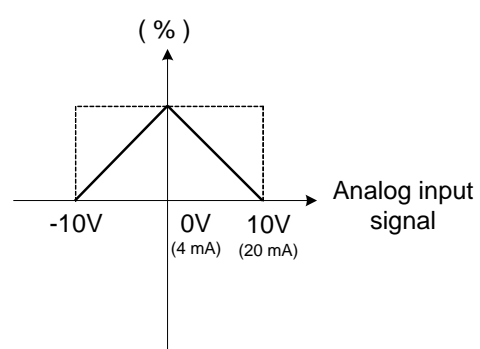 ( % )
Analog input
signal
-10V
0V
10V
(4 mA)
(20 mA)